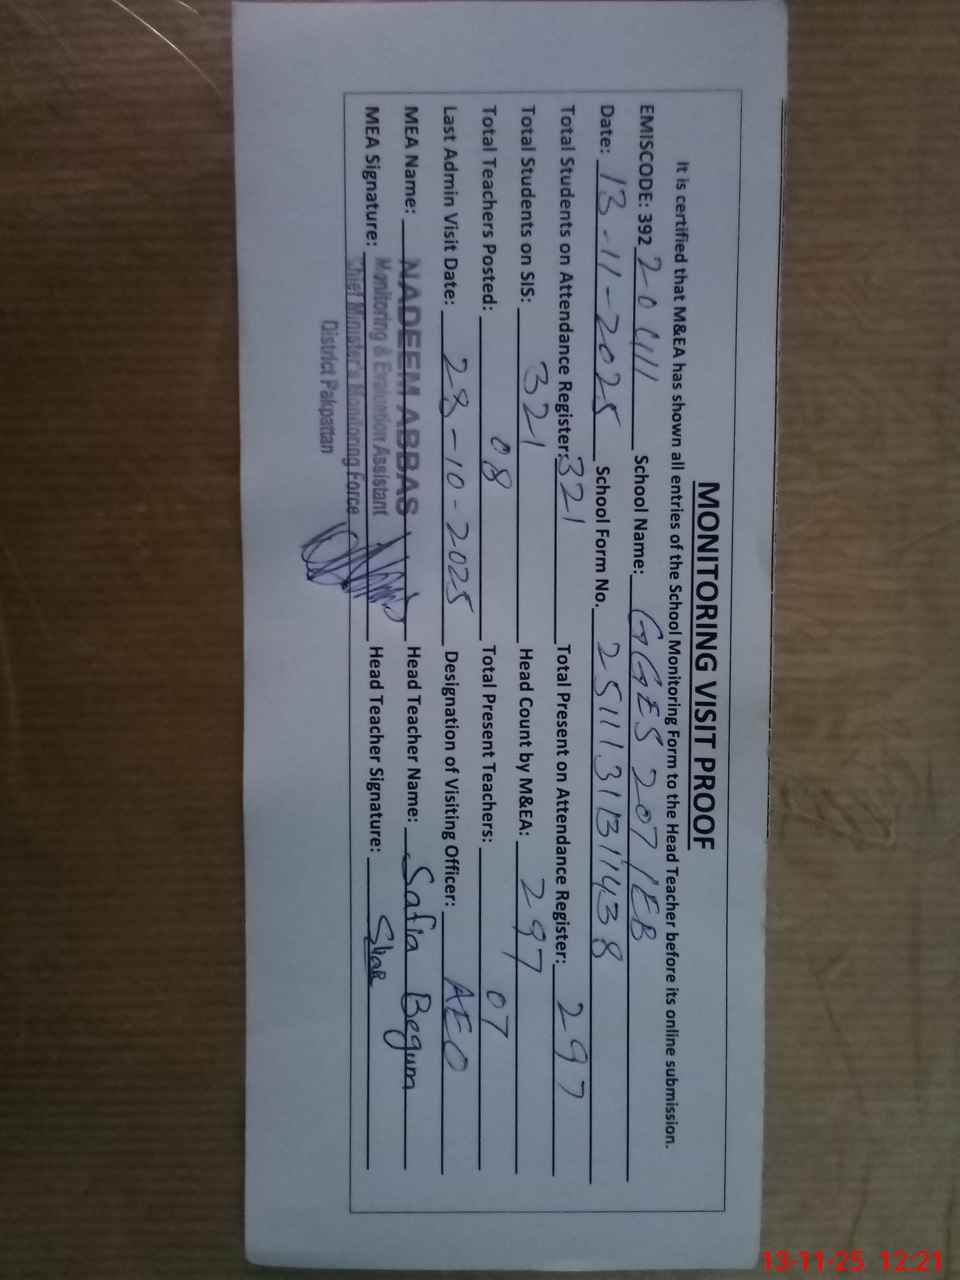 MONITORING VISIT PROOF
It is certified that M&EA has shown all entries of the School Monitoring Form to the Head Teacher before its online submission.
EMISCODE: 392 20411 School Name: GGES 207/EB
Date: 13-11-2025 School Form No. 2511131311438
Total Students on Attendance Register: 321 Total Present on Attendance Register: 297
Total Students on SIS: 321 Head Count by M&EA: 297
Total Teachers Posted: 08 Total Present Teachers: 07
Last Admin Visit Date: 28-10-2025 Designation of Visiting Officer: AEO
MEA Name: NADEEM ABBAS Head Teacher Name: Safia Begum
Monitoring & Evaluation Assistant
MEA Signature: Chief Minister's Monitoring Force Head Teacher Signature:
District Pakpattan
13-11-25 12:21